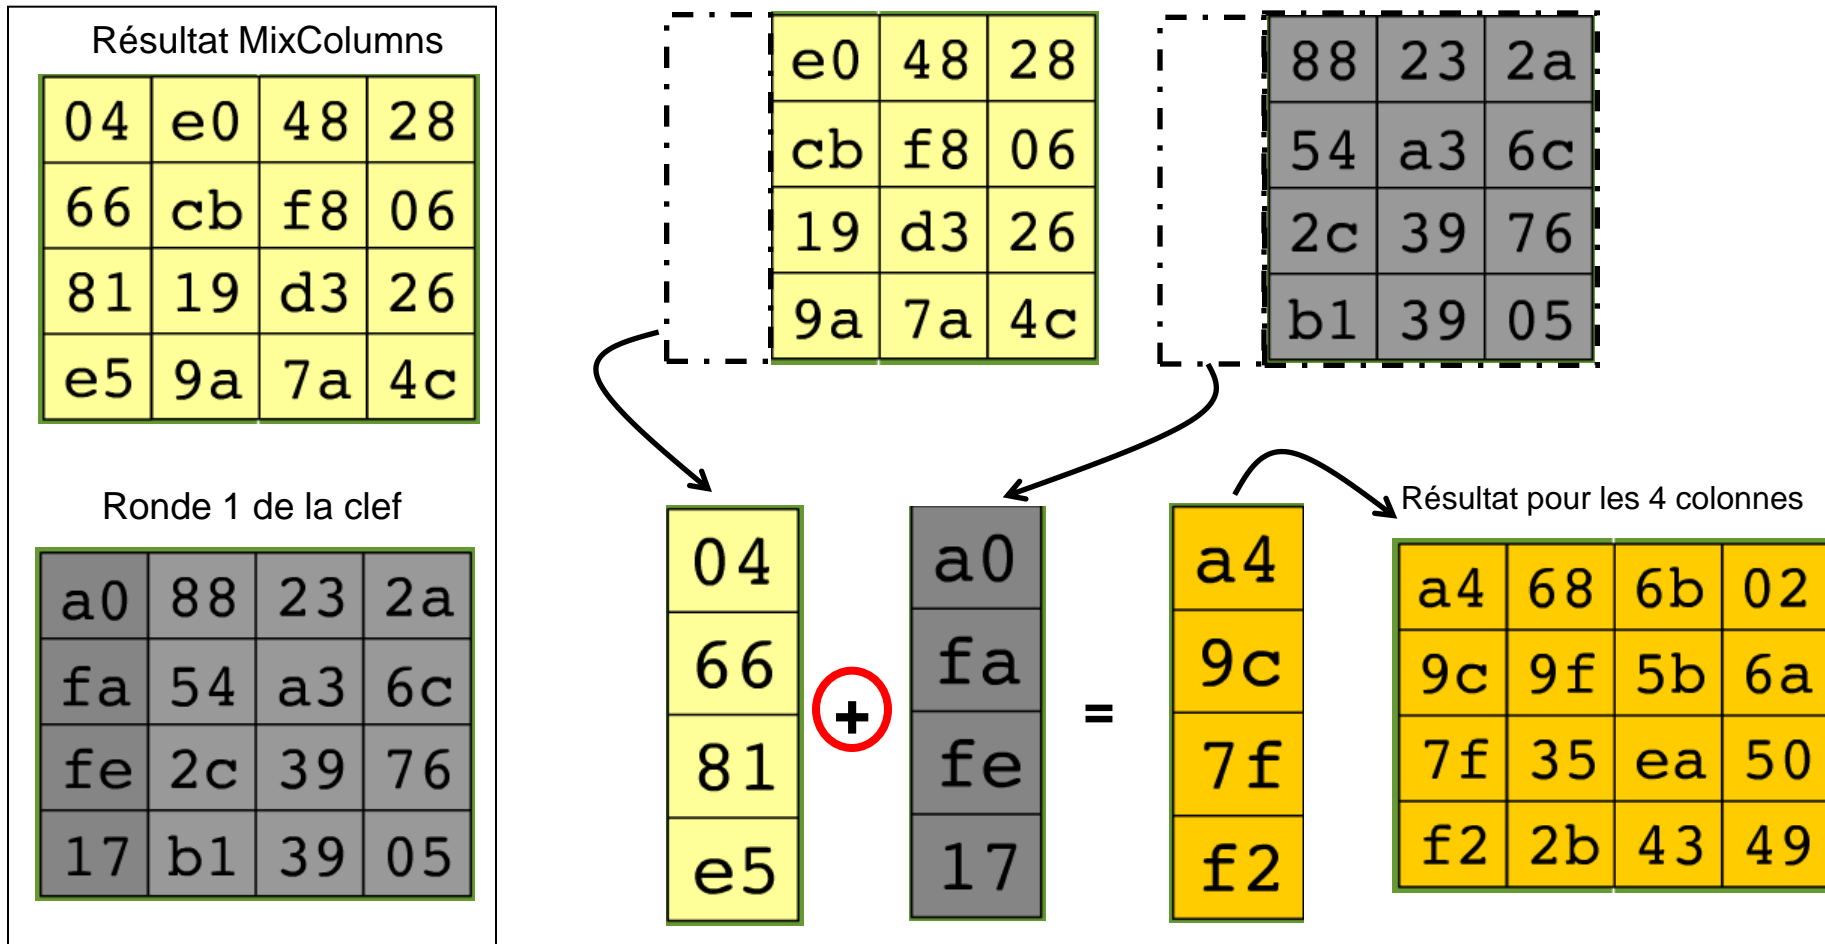 Résultat MixColumns
04 e0 48 28
66 cb f8 06
81 19 d3 26
e5 9a 7a 4c
Ronde 1 de la clef
a0 88 23 2a
fa 54 a3 6c
fe 2c 39 76
17 b1 39 05
e0 48 28
cb f8 06
19 d3 26
9a 7a 4c
88 23 2a
54 a3 6c
2c 39 76
b1 39 05
04
66
81
e5
+
a0
fa
fe
17
=
a4
9c
7f
f2
Résultat pour les 4 colonnes
a4 68 6b 02
9c 9f 5b 6a
7f 35 ea 50
f2 2b 43 49